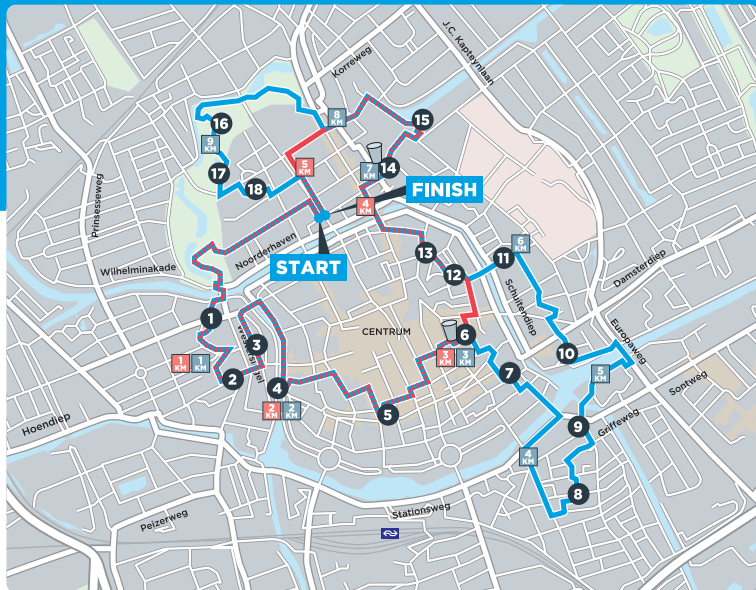 J.C. Kapteynlaan
Korreweg
8
KM
15
16
9
KM
5
KM
7
KM
14
17
18
FINISH
4
KM
Prinsesseweg
Noorderhaven
START
Wilhelminakade
13
12
11
6
KM
Damsterdiep
Schuitendiep
Europaweg
1
3
CENTRUM
6
3
KM
3
KM
10
1
KM
1
KM
2
4
7
5
KM
Sontweg
2
KM
2
KM
5
9
Griffeweg
Hoendiep
4
KM
8
Stationsweg
Peizerweg